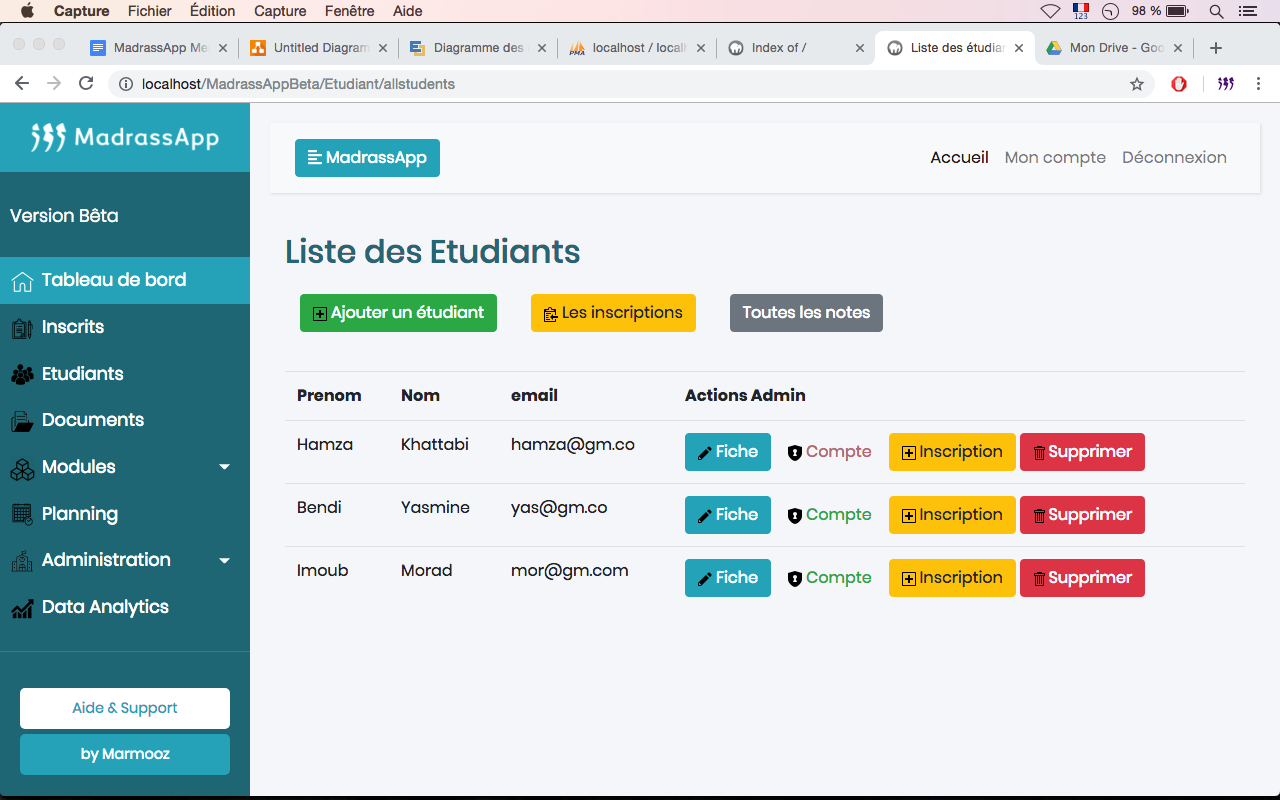 Capture Fichier Édition Capture Fenêtre Aide 123 98 %
MadrassApp Me Untitled Diagram Diagramme des localhost / locall Index of / Liste des étudian Mon Drive - Goo
localhost/MadrassAppBeta/Etudiant/allstudents
MadrassApp
MadrassApp Accueil Mon compte Déconnexion
Version Bêta
Tableau de bord
Inscrits
Etudiants
Documents
Modules
Planning
Administration
Data Analytics
Aide & Support
by Marmooz
Liste des Etudiants
Ajouter un étudiant Les inscriptions Toutes les notes
Prenom Nom email Actions Admin
Hamza Khattabi hamza@gm.co Fiche Compte Inscription Supprimer
Bendi Yasmine yas@gm.co Fiche Compte Inscription Supprimer
Imoub Morad mor@gm.com Fiche Compte Inscription Supprimer